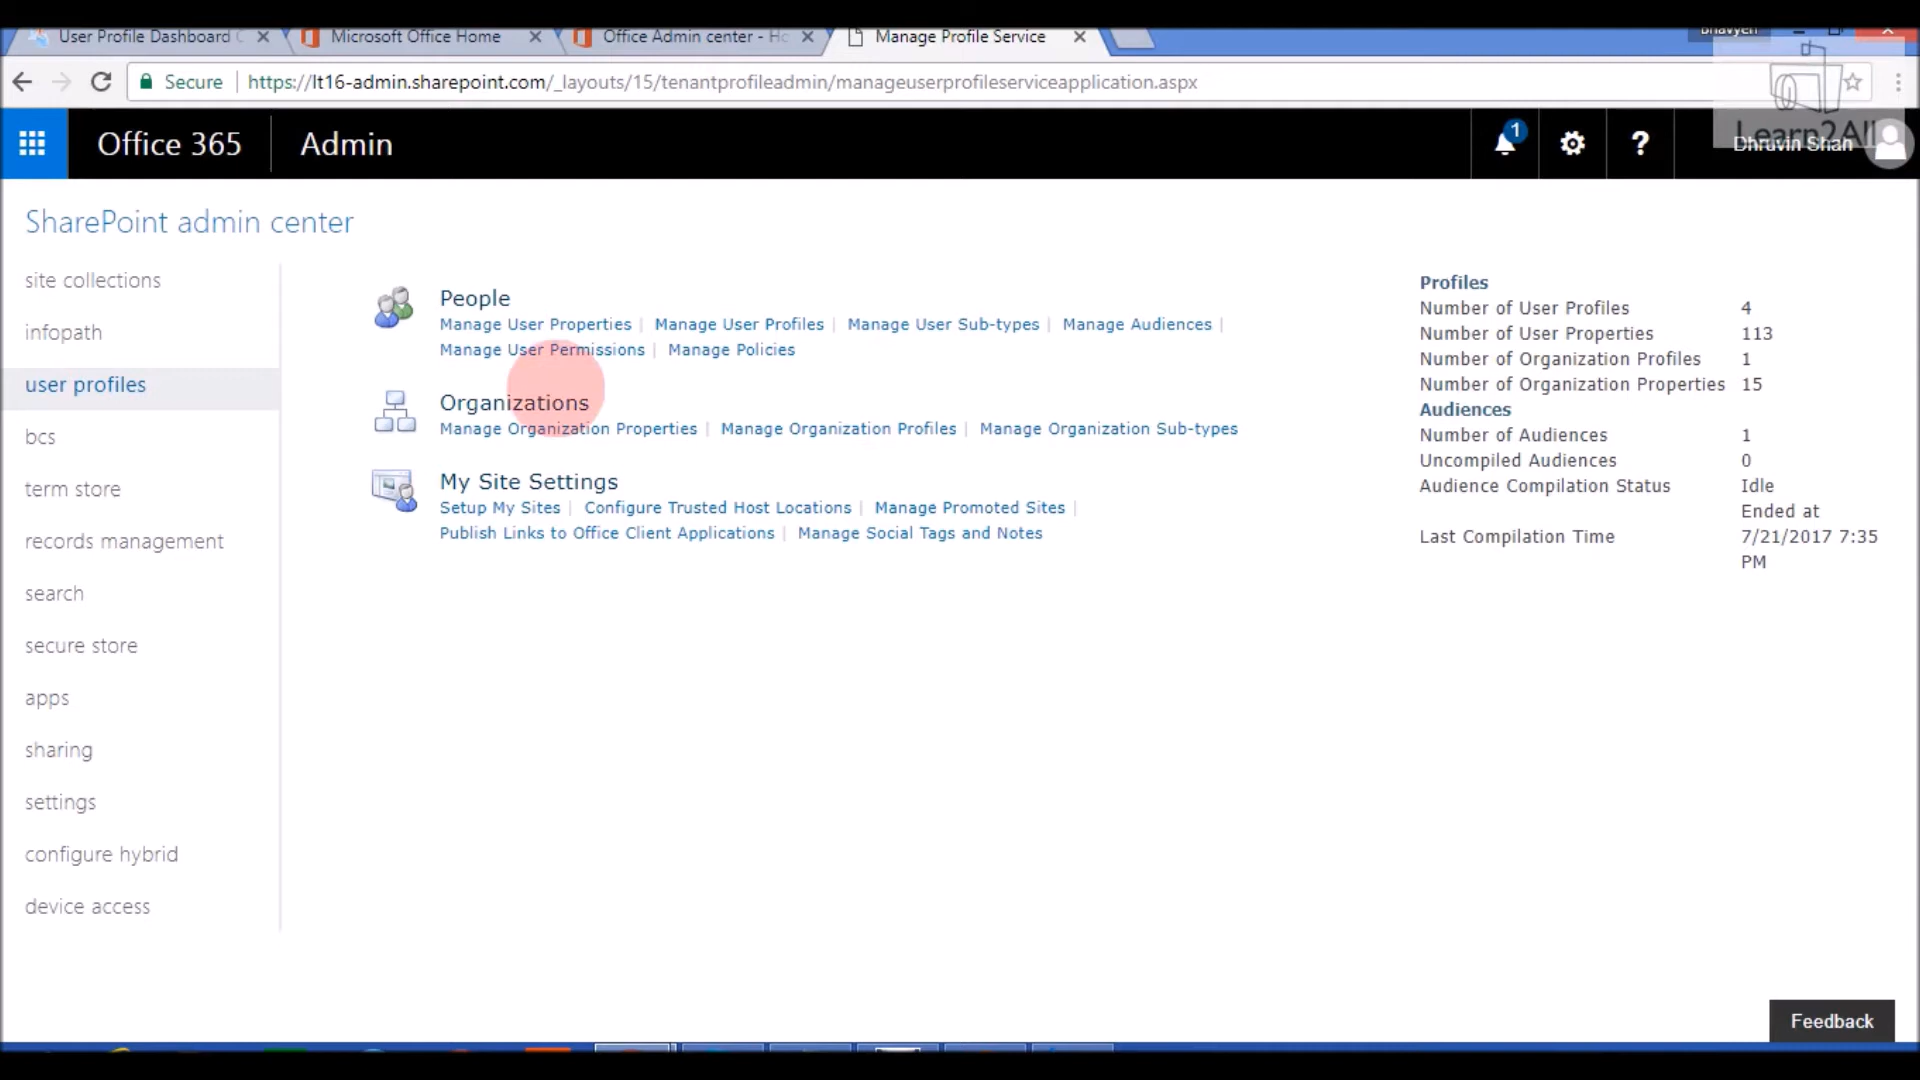 User Profile Dashboard
Microsoft Office Home
Office Admin center - Ho
Manage Profile Service
Bhavyen
Secure
https://lt16-admin.sharepoint.com/_layouts/15/tenantprofileadmin/manageuserprofileserviceapplication.aspx
Learn2All
Office 365
Admin
1
?
Dhruvin Shah
SharePoint admin center
site collections
infopath
user profiles
bcs
term store
records management
search
secure store
apps
sharing
settings
configure hybrid
device access
People
Manage User Properties | Manage User Profiles | Manage User Sub-types | Manage Audiences |
Manage User Permissions | Manage Policies
Organizations
Manage Organization Properties | Manage Organization Profiles | Manage Organization Sub-types
My Site Settings
Setup My Sites | Configure Trusted Host Locations | Manage Promoted Sites |
Publish Links to Office Client Applications | Manage Social Tags and Notes
Profiles
Number of User Profiles 4
Number of User Properties 113
Number of Organization Profiles 1
Number of Organization Properties 15
Audiences
Number of Audiences 1
Uncompiled Audiences 0
Audience Compilation Status Idle
Last Compilation Time Ended at
7/21/2017 7:35
PM
Feedback